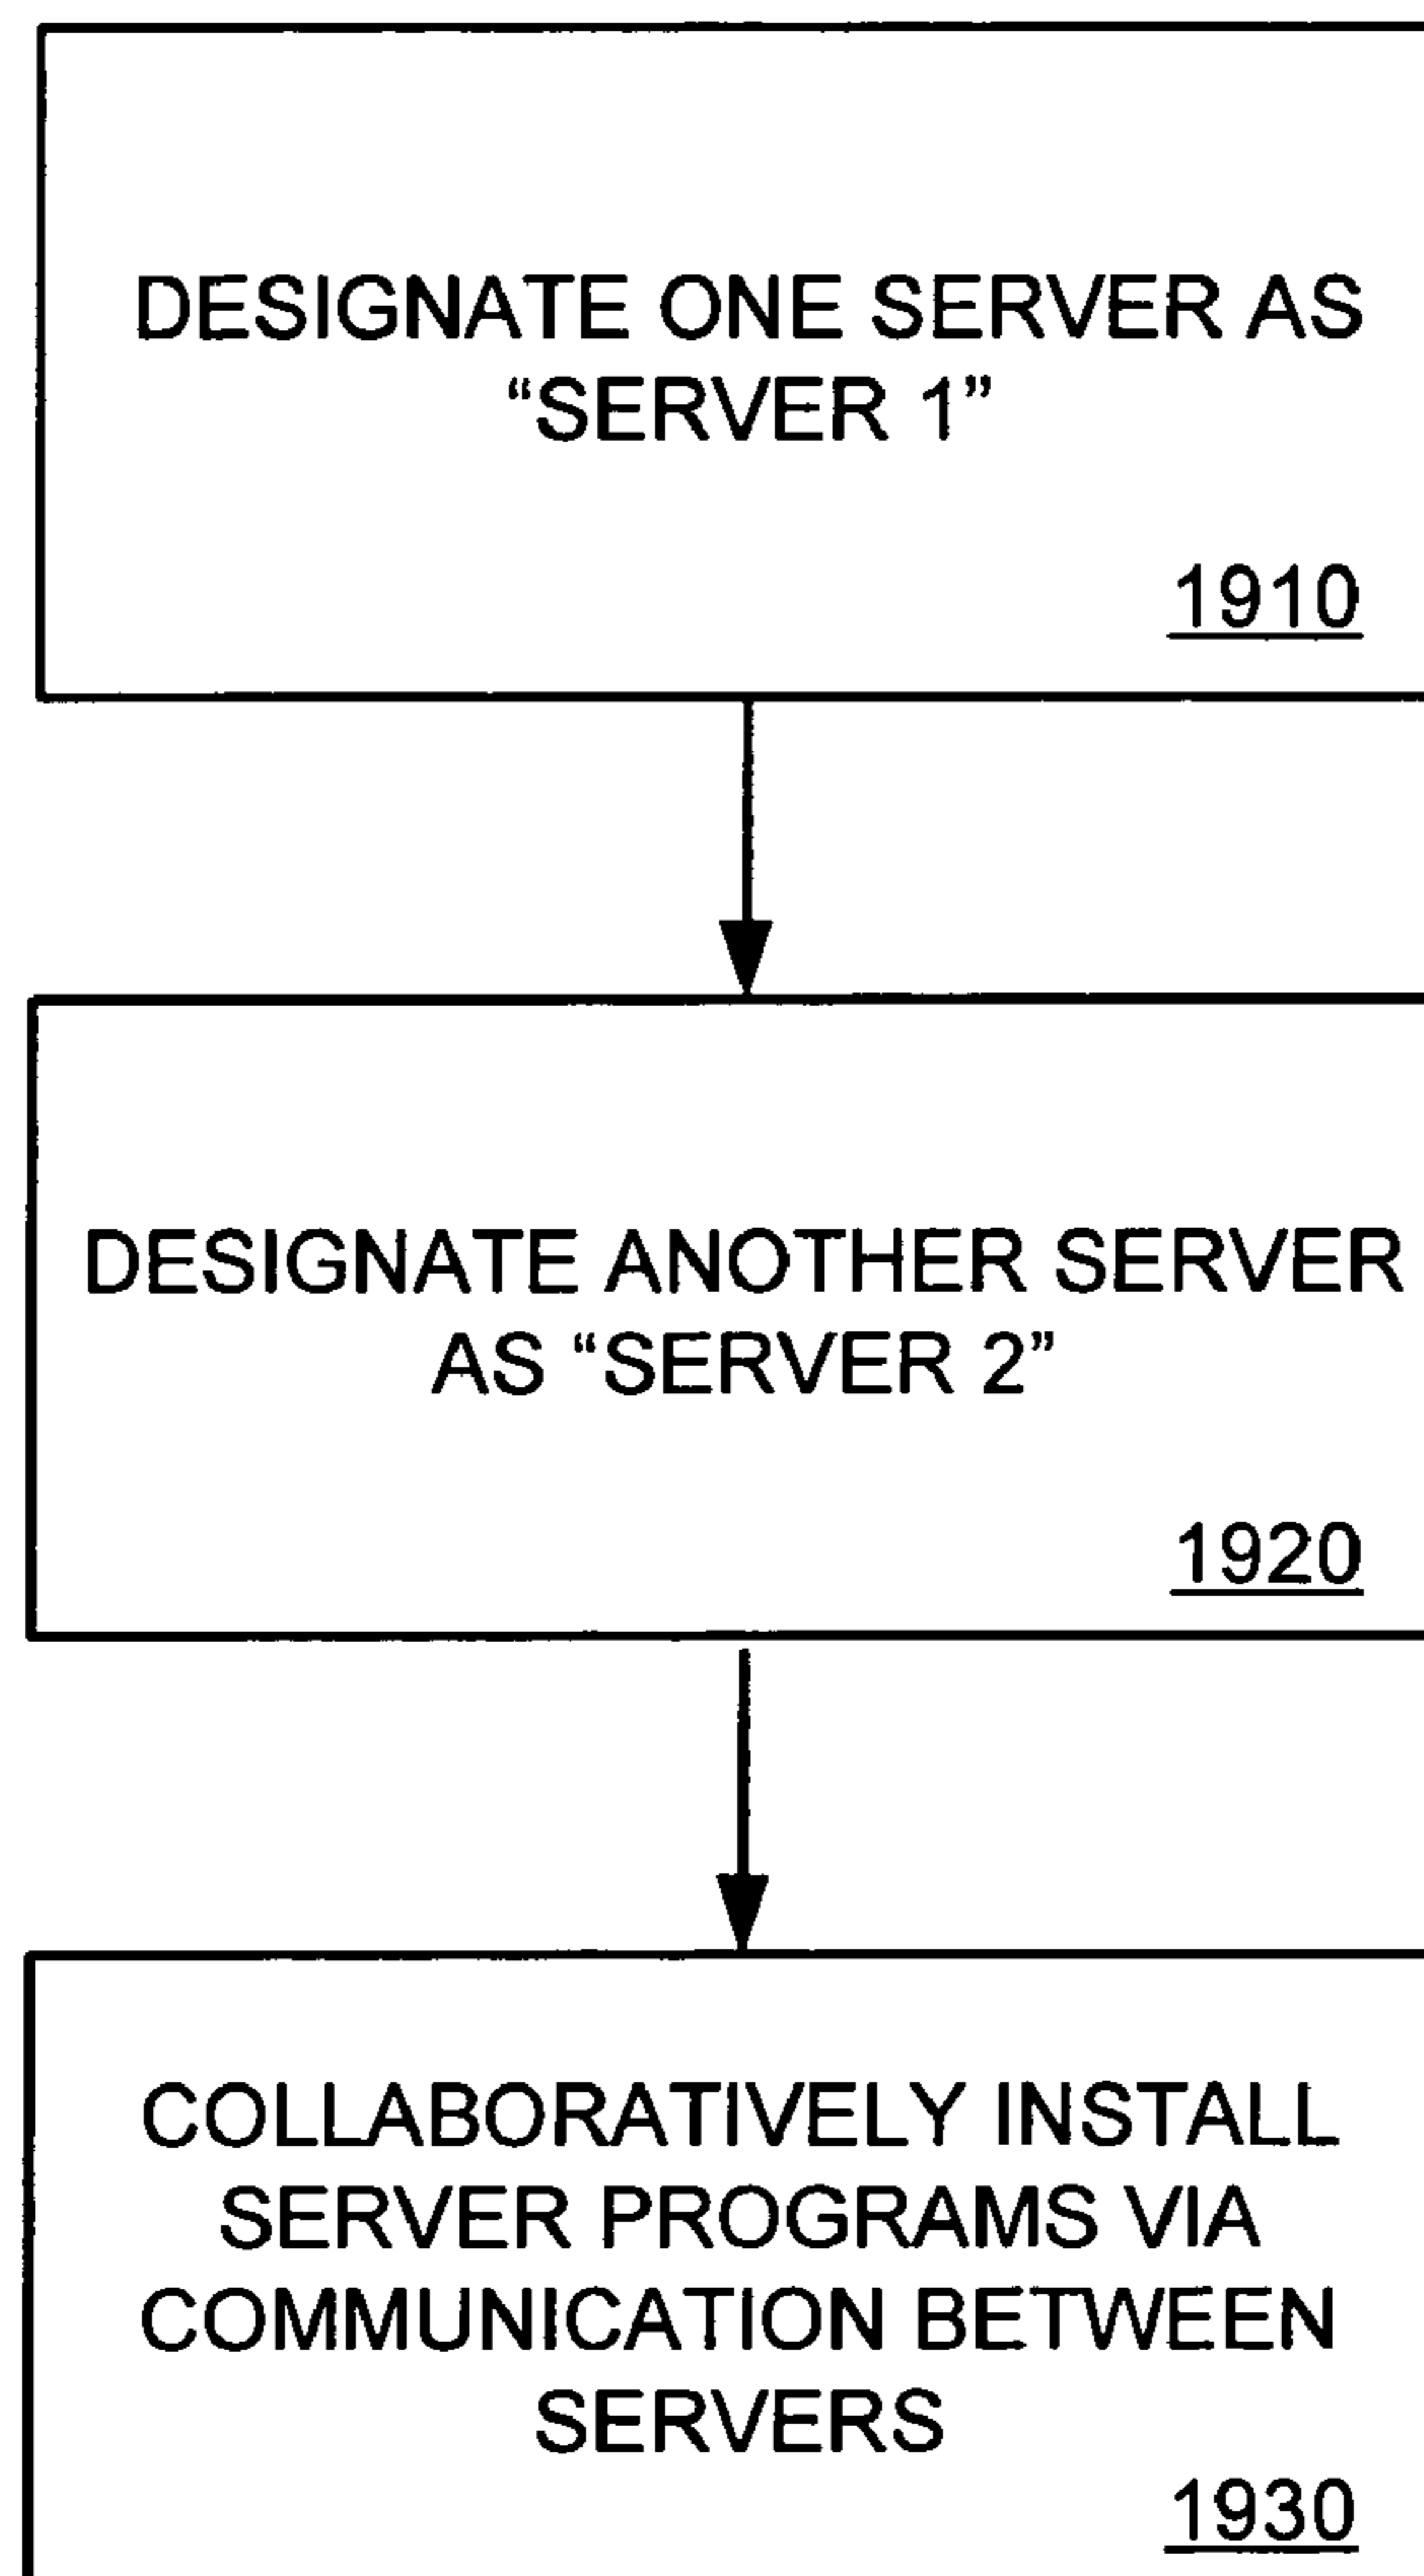 DESIGNATE ONE SERVER AS
“SERVER 1”
1910
DESIGNATE ANOTHER SERVER
AS “SERVER 2”
1920
COLLABORATIVELY INSTALL
SERVER PROGRAMS VIA
COMMUNICATION BETWEEN
SERVERS
1930